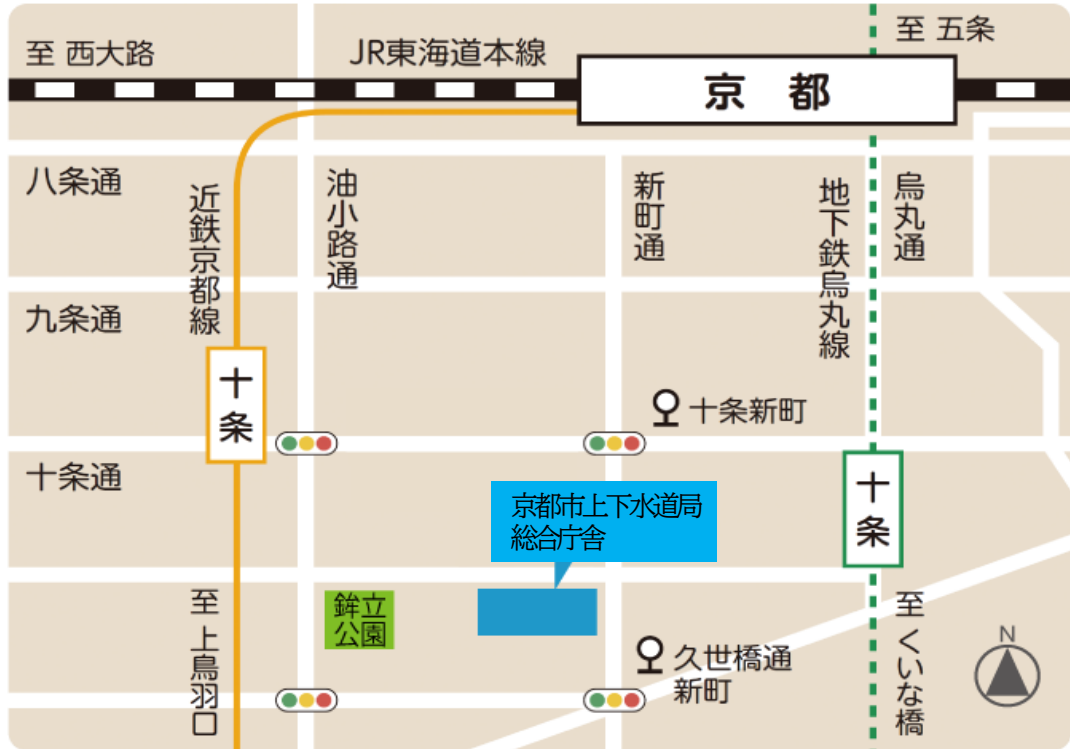 至 西大路
JR東海道本線
至 五条
京 都
八条通
近鉄京都線
油小路通
新町通
地下鉄烏丸線
烏丸通
九条通
十条
十条新町
十条通
十条
京都市上下水道局
総合庁舎
鉾立
公園
至 上鳥羽口
久世橋通
新町
至 くいな橋
N